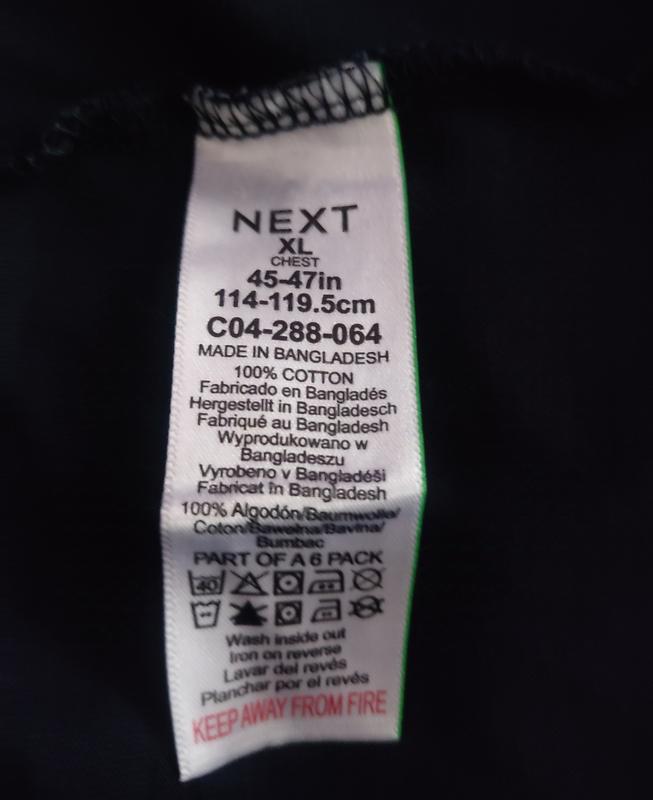 NEXT
XL
CHEST
45-47in
114-119.5cm
C04-288-064
MADE IN BANGLADESH
100% COTTON
Fabricado en Bangladés
Hergestellt in Bangladesch
Fabriqué au Bangladesh
Wyprodukowano w
Bangladeszu
Vyrobeno v Bangladéši
Fabricat în Bangladesh
100% Algodón/Baumwolle/
Coton/Bawełna/Bavlna/
Bumbac
PART OF A 6 PACK
40
Wash inside out
Iron on reverse
Lavar del revés
Planchar por el revés
KEEP AWAY FROM FIRE